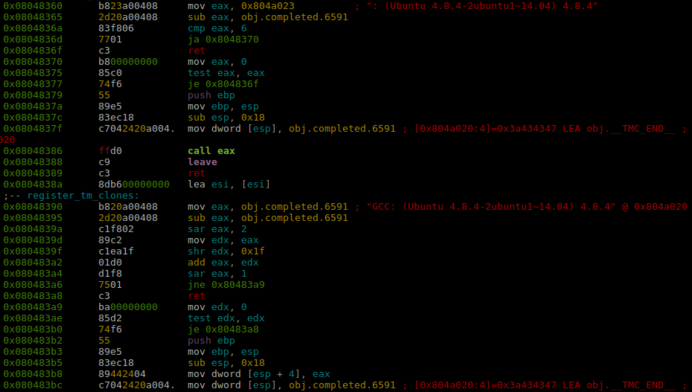 0x08048360 b823a00408 mov eax, 0x804a023 ; ": (Ubuntu 4.8.4-2ubuntu1~14.04) 4.8.4"
0x08048365 2d20a00408 sub eax, obj.completed.6591
0x0804836a 83f806 cmp eax, 6
0x0804836d 7701 ja 0x8048370
0x0804836f c3 ret
0x08048370 b800000000 mov eax, 0
0x08048375 85c0 test eax, eax
0x08048377 74f6 je 0x804836f
0x08048379 55 push ebp
0x0804837a 89e5 mov ebp, esp
0x0804837c 83ec18 sub esp, 0x18
0x0804837f c7042420a004. mov dword [esp], obj.completed.6591 ; [0x804a020:4]=0x3a434347 LEA obj.__TMC_END__ ;
020
0x08048386 ffd0 call eax
0x08048388 c9 leave
0x08048389 c3 ret
0x0804838a 8db600000000 lea esi, [esi]
;-- register_tm_clones:
0x08048390 b820a00408 mov eax, obj.completed.6591 ; "GCC: (Ubuntu 4.8.4-2ubuntu1~14.04) 4.8.4" @ 0x804a020
0x08048395 2d20a00408 sub eax, obj.completed.6591
0x0804839a c1f802 sar eax, 2
0x0804839d 89c2 mov edx, eax
0x0804839f c1ea1f shr edx, 0x1f
0x080483a2 01d0 add eax, edx
0x080483a4 d1f8 sar eax, 1
0x080483a6 7501 jne 0x80483a9
0x080483a8 c3 ret
0x080483a9 ba00000000 mov edx, 0
0x080483ae 85d2 test edx, edx
0x080483b0 74f6 je 0x80483a8
0x080483b2 55 push ebp
0x080483b3 89e5 mov ebp, esp
0x080483b5 83ec18 sub esp, 0x18
0x080483b8 89442404 mov dword [esp + 4], eax
0x080483bc c7042420a004. mov dword [esp], obj.completed.6591 ; [0x804a020:4]=0x3a434347 LEA obj.__TMC_END__ ;